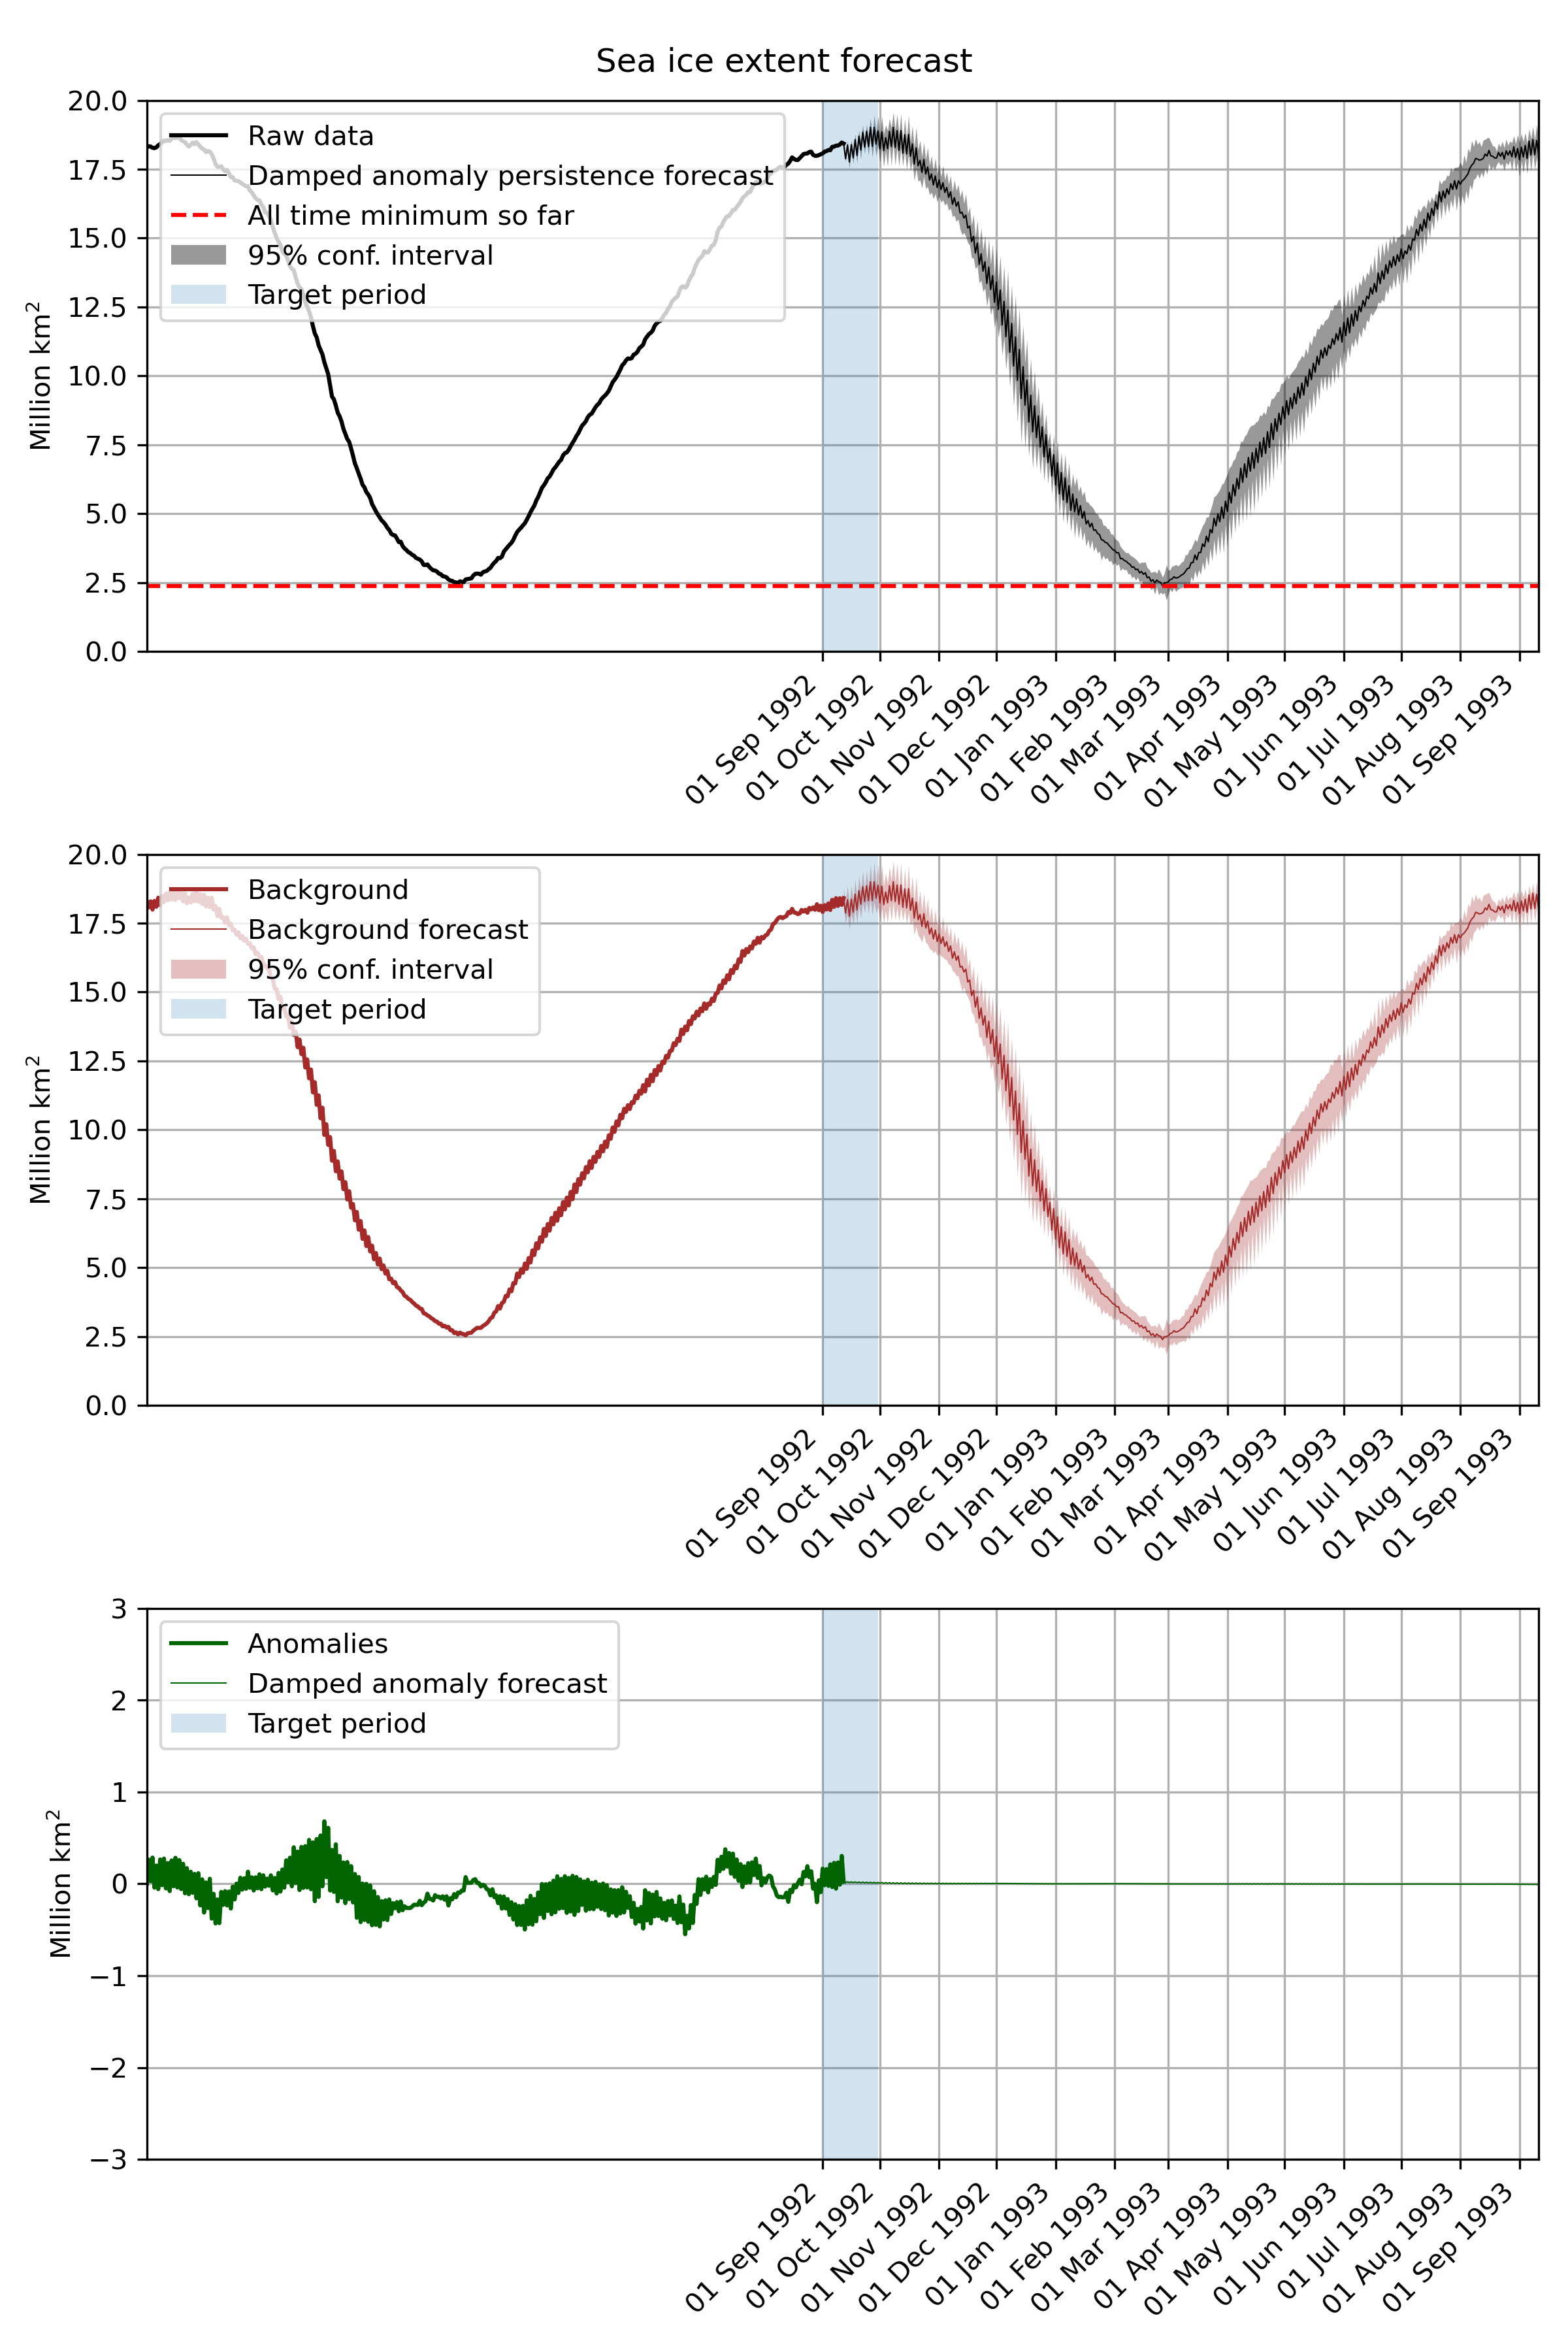 Sea ice extent forecast
20.0
17.5
15.0
12.5
10.0
7.5
5.0
2.5
0.0
Million km²
Raw data
Damped anomaly persistence forecast
All time minimum so far
95% conf. interval
Target period
01 Sep 1992
01 Oct 1992
01 Nov 1992
01 Dec 1992
01 Jan 1993
01 Feb 1993
01 Mar 1993
01 Apr 1993
01 May 1993
01 Jun 1993
01 Jul 1993
01 Aug 1993
01 Sep 1993
20.0
17.5
15.0
12.5
10.0
7.5
5.0
2.5
0.0
Million km²
Background
Background forecast
95% conf. interval
Target period
01 Sep 1992
01 Oct 1992
01 Nov 1992
01 Dec 1992
01 Jan 1993
01 Feb 1993
01 Mar 1993
01 Apr 1993
01 May 1993
01 Jun 1993
01 Jul 1993
01 Aug 1993
01 Sep 1993
3
2
1
0
−1
−2
−3
Million km²
Anomalies
Damped anomaly forecast
Target period
01 Sep 1992
01 Oct 1992
01 Nov 1992
01 Dec 1992
01 Jan 1993
01 Feb 1993
01 Mar 1993
01 Apr 1993
01 May 1993
01 Jun 1993
01 Jul 1993
01 Aug 1993
01 Sep 1993